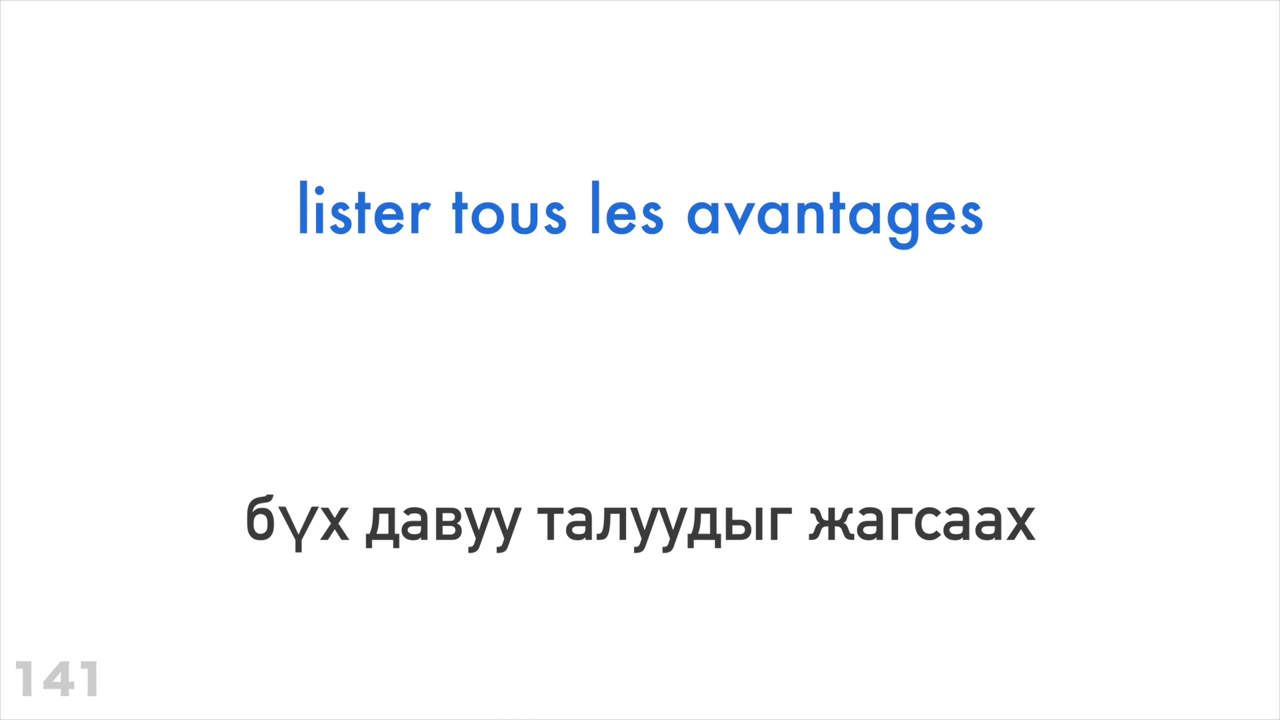 lister tous les avantages
бүх давуу талуудыг жагсаах
141